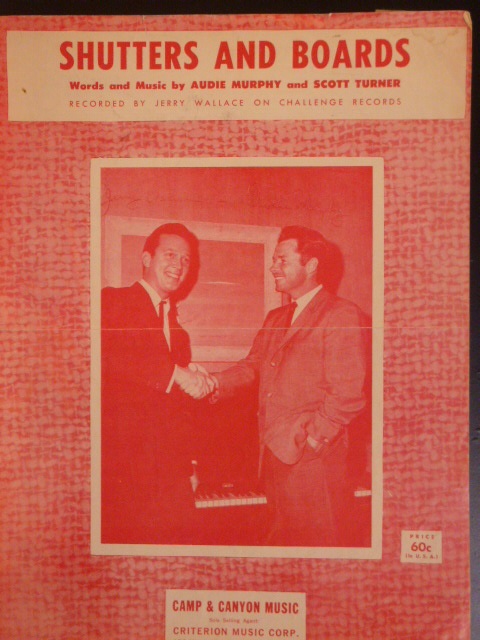 SHUTTERS AND BOARDS
Words and Music by AUDIE MURPHY and SCOTT TURNER
RECORDED BY JERRY WALLACE ON CHALLENGE RECORDS
PRICE
60c
(In U. S. A.)
CAMP & CANYON MUSIC
Sole Selling Agent:
CRITERION MUSIC CORP.